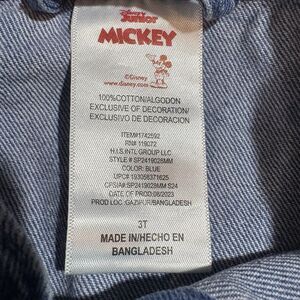 Disney
Junior
MICKEY
©Disney
www.disney.com
100%COTTON/ALGODON
EXCLUSIVE OF DECORATION/
EXCLUSIVO DE DECORACION
ITEM#1742592
RN# 119072
H.I.S.INTL GROUP LLC
STYLE # SP2419028MM
COLOR: BLUE
UPC# 193058371625
CPSIA# SP2419028MM S24
DATE OF PROD:08/2023
PROD LOC :GAZIPUR/BANGLADESH
3T
MADE IN/HECHO EN
BANGLADESH